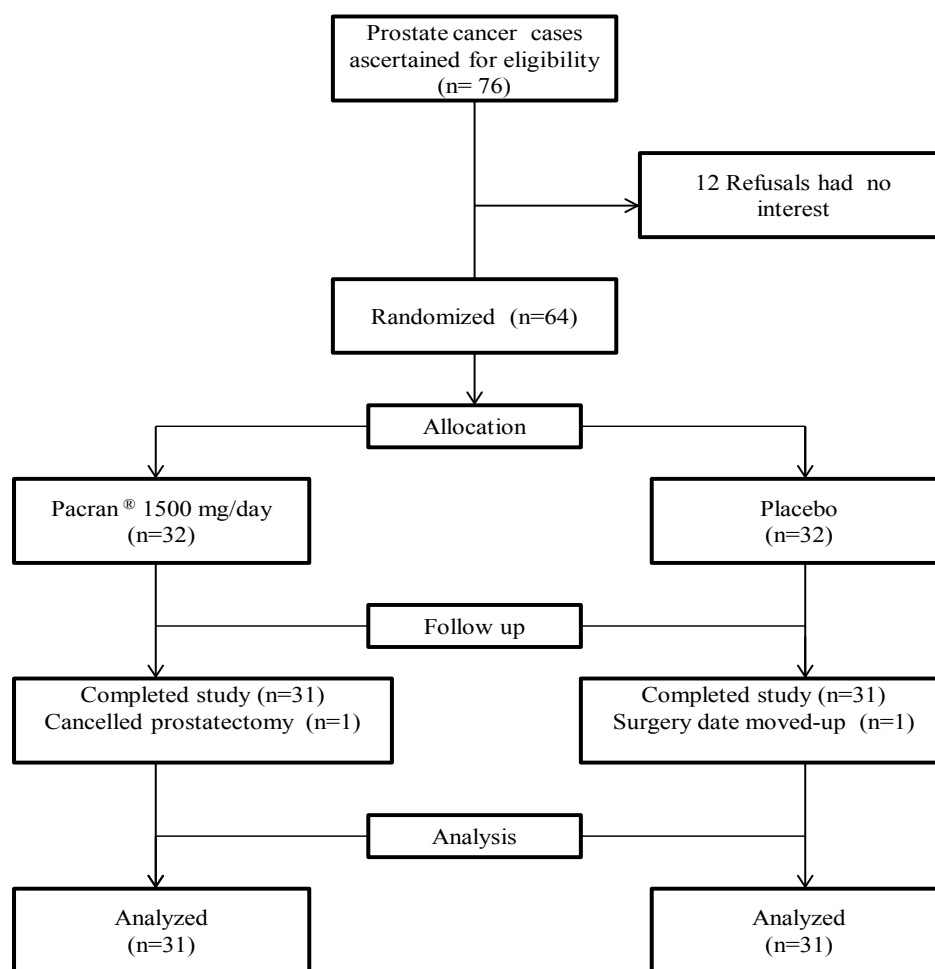 Prostate cancer cases
ascertained for eligibility
(n= 76)
12 Refusals had no
interest
Randomized (n=64)
Allocation
Pacran ® 1500 mg/day
(n=32)
Placebo
(n=32)
Follow up
Completed study (n=31)
Cancelled prostatectomy (n=1)
Completed study (n=31)
Surgery date moved-up (n=1)
Analysis
Analyzed
(n=31)
Analyzed
(n=31)